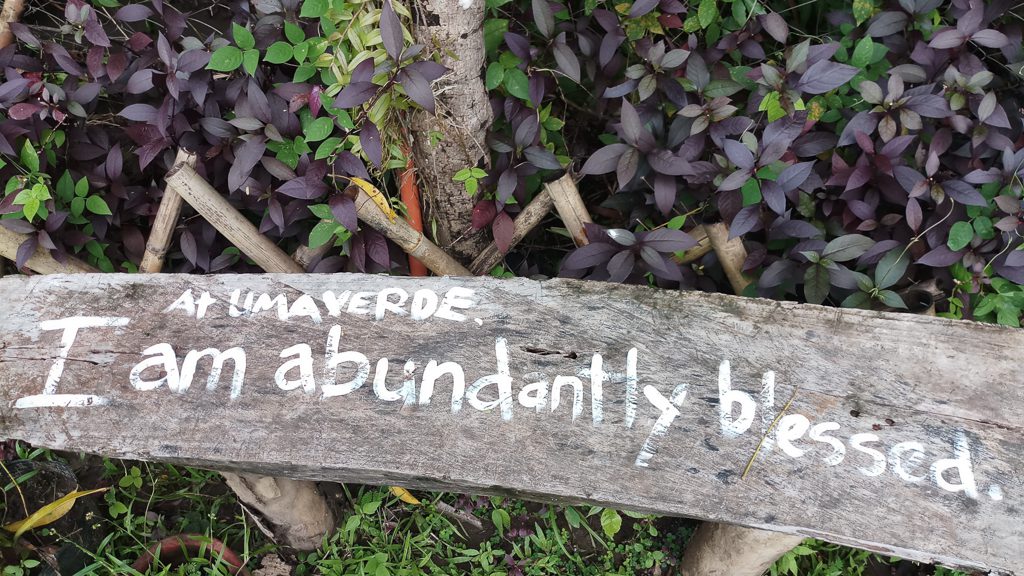 At UMAVERDE.
I am abundantly blessed.